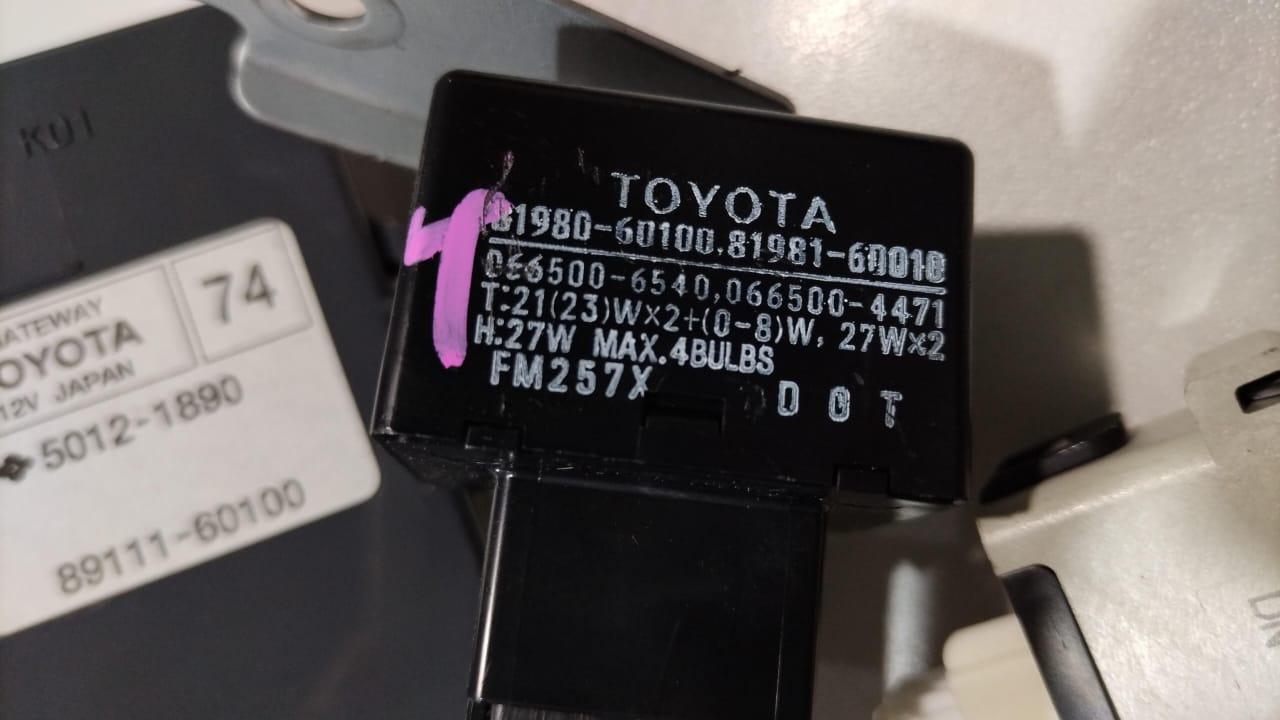 K01
GATEWAY
TOYOTA
12V JAPAN
74
5012-1890
89111-60100
TOYOTA
81980-60100,81981-60010
066500-6540,066500-4471
T:21(23)W×2+(0-8)W, 27W×2
H:27W MAX.4BULBS
FM257X
D O T